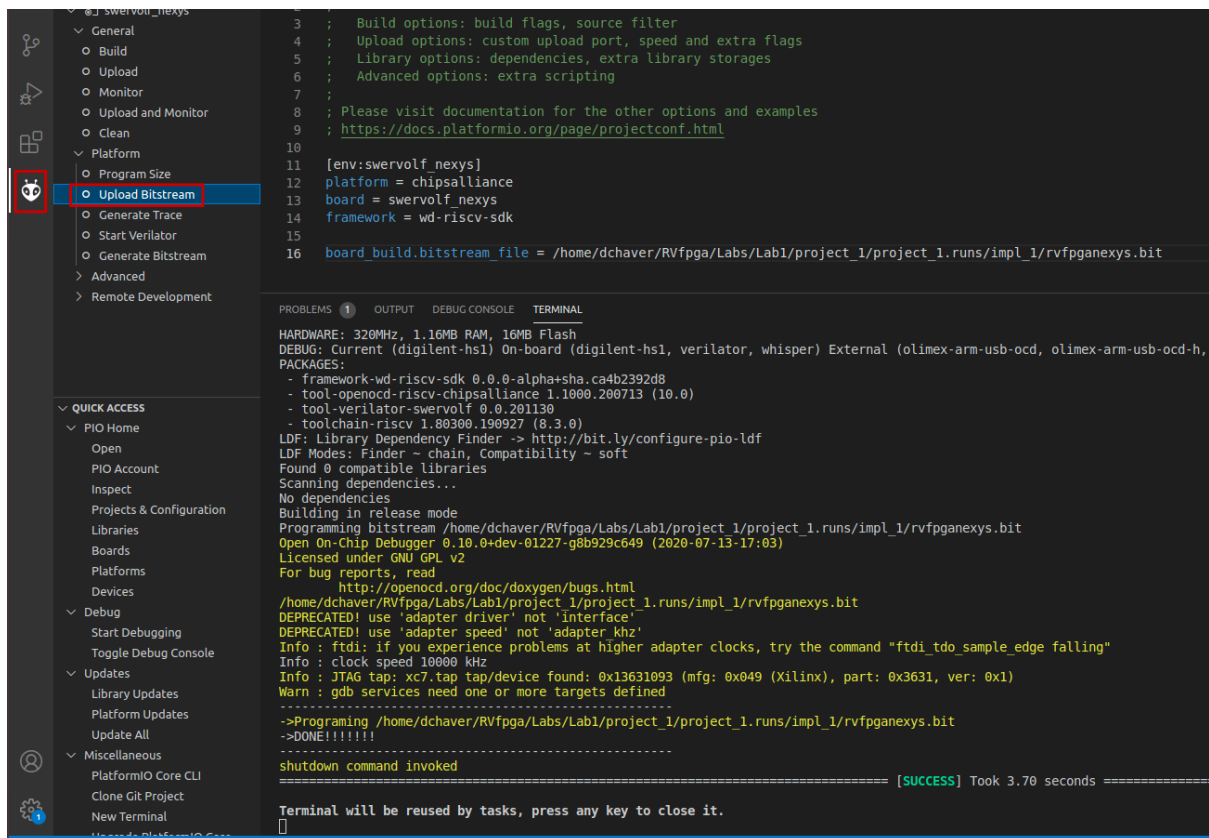 swervolf_nexys
General
Build
Upload
Monitor
Upload and Monitor
Clean
Platform
Program Size
Upload Bitstream
Generate Trace
Start Verilator
Generate Bitstream
Advanced
Remote Development
QUICK ACCESS
PIO Home
Open
PIO Account
Inspect
Projects & Configuration
Libraries
Boards
Platforms
Devices
Debug
Start Debugging
Toggle Debug Console
Updates
Library Updates
Platform Updates
Update All
Miscellaneous
PlatformIO Core CLI
Clone Git Project
New Terminal
Upgrade PlatformIO Core
1
3 ;   Build options: build flags, source filter
4 ;   Upload options: custom upload port, speed and extra flags
5 ;   Library options: dependencies, extra library storages
6 ;   Advanced options: extra scripting
7 ;
8 ; Please visit documentation for the other options and examples
9 ; https://docs.platformio.org/page/projectconf.html
10
11 [env:swervolf_nexys]
12 platform = chipsalliance
13 board = swervolf_nexys
14 framework = wd-riscv-sdk
15
16 board_build.bitstream_file = /home/dchaver/RVfpga/Labs/Lab1/project_1/project_1.runs/impl_1/rvfpganexys.bit
PROBLEMS 1 OUTPUT DEBUG CONSOLE TERMINAL
HARDWARE: 320MHz, 1.16MB RAM, 16MB Flash
DEBUG: Current (digilent-hs1) On-board (digilent-hs1, verilator, whisper) External (olimex-arm-usb-ocd, olimex-arm-usb-ocd-h,
PACKAGES:
- framework-wd-riscv-sdk 0.0.0-alpha+sha.ca4b2392d8
- tool-openocd-riscv-chipsalliance 1.1000.200713 (10.0)
- tool-verilator-swervolf 0.0.201130
- toolchain-riscv 1.80300.190927 (8.3.0)
LDF: Library Dependency Finder -> http://bit.ly/configure-pio-ldf
LDF Modes: Finder ~ chain, Compatibility ~ soft
Found 0 compatible libraries
Scanning dependencies...
No dependencies
Building in release mode
Programming bitstream /home/dchaver/RVfpga/Labs/Lab1/project_1/project_1.runs/impl_1/rvfpganexys.bit
Open On-Chip Debugger 0.10.0+dev-01227-g8b929c649 (2020-07-13-17:03)
Licensed under GNU GPL v2
For bug reports, read
http://openocd.org/doc/doxygen/bugs.html
/home/dchaver/RVfpga/Labs/Lab1/project_1/project_1.runs/impl_1/rvfpganexys.bit
DEPRECATED! use 'adapter driver' not 'interface'
DEPRECATED! use 'adapter speed' not 'adapter_khz'
Info : ftdi: if you experience problems at higher adapter clocks, try the command "ftdi_tdo_sample_edge falling"
Info : clock speed 10000 kHz
Info : JTAG tap: xc7.tap tap/device found: 0x13631093 (mfg: 0x049 (Xilinx), part: 0x3631, ver: 0x1)
Warn : gdb services need one or more targets defined
-----------------------------------------------------
->Programing /home/dchaver/RVfpga/Labs/Lab1/project_1/project_1.runs/impl_1/rvfpganexys.bit
->DONE!!!!!!!
-----------------------------------------------------
shutdown command invoked
================ [SUCCESS] Took 3.70 seconds ================
Terminal will be reused by tasks, press any key to close it.